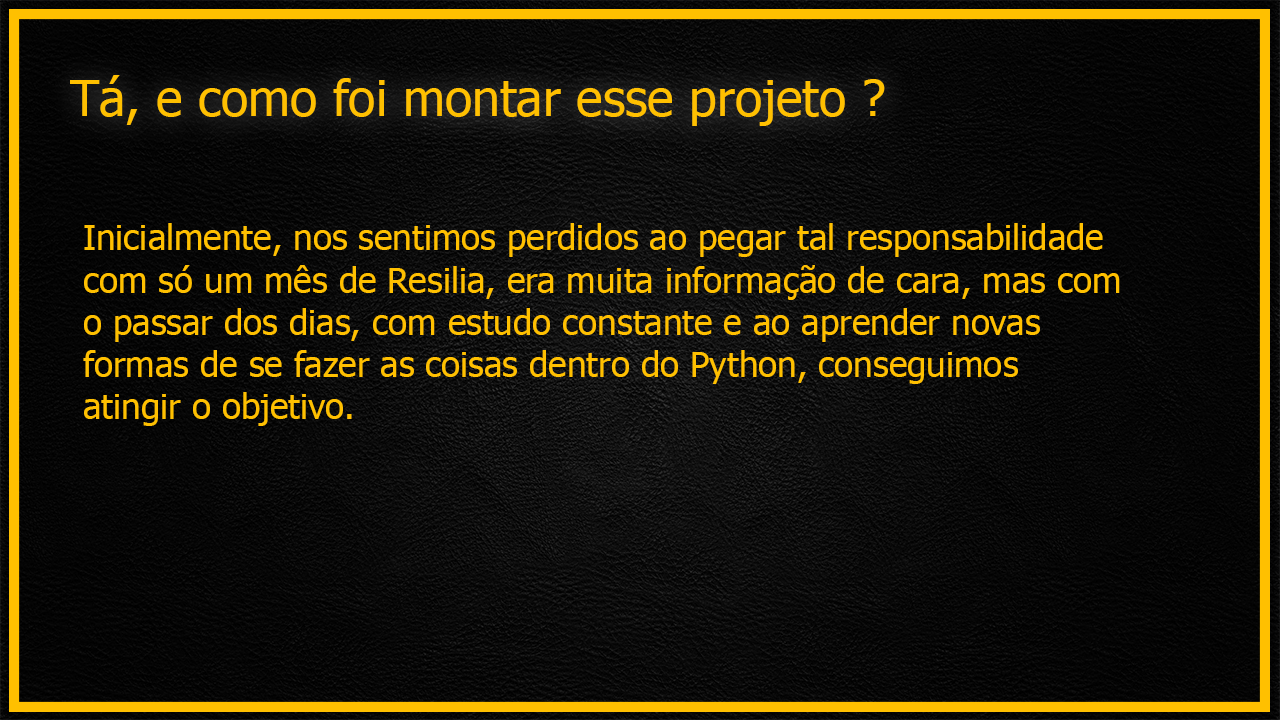 Tá, e como foi montar esse projeto ?
Inicialmente, nos sentimos perdidos ao pegar tal responsabilidade
com só um mês de Resilia, era muita informação de cara, mas com
o passar dos dias, com estudo constante e ao aprender novas
formas de se fazer as coisas dentro do Python, conseguimos
atingir o objetivo.